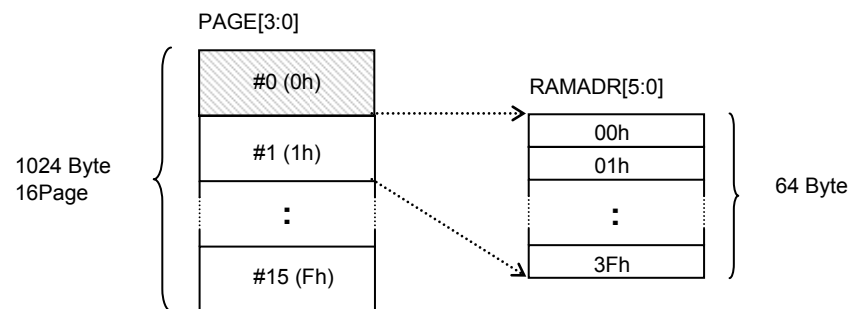 PAGE[3:0]
#0 (0h)
#1 (1h)
:
#15 (Fh)
1024 Byte
16Page
RAMADR[5:0]
00h
01h
:
3Fh
64 Byte